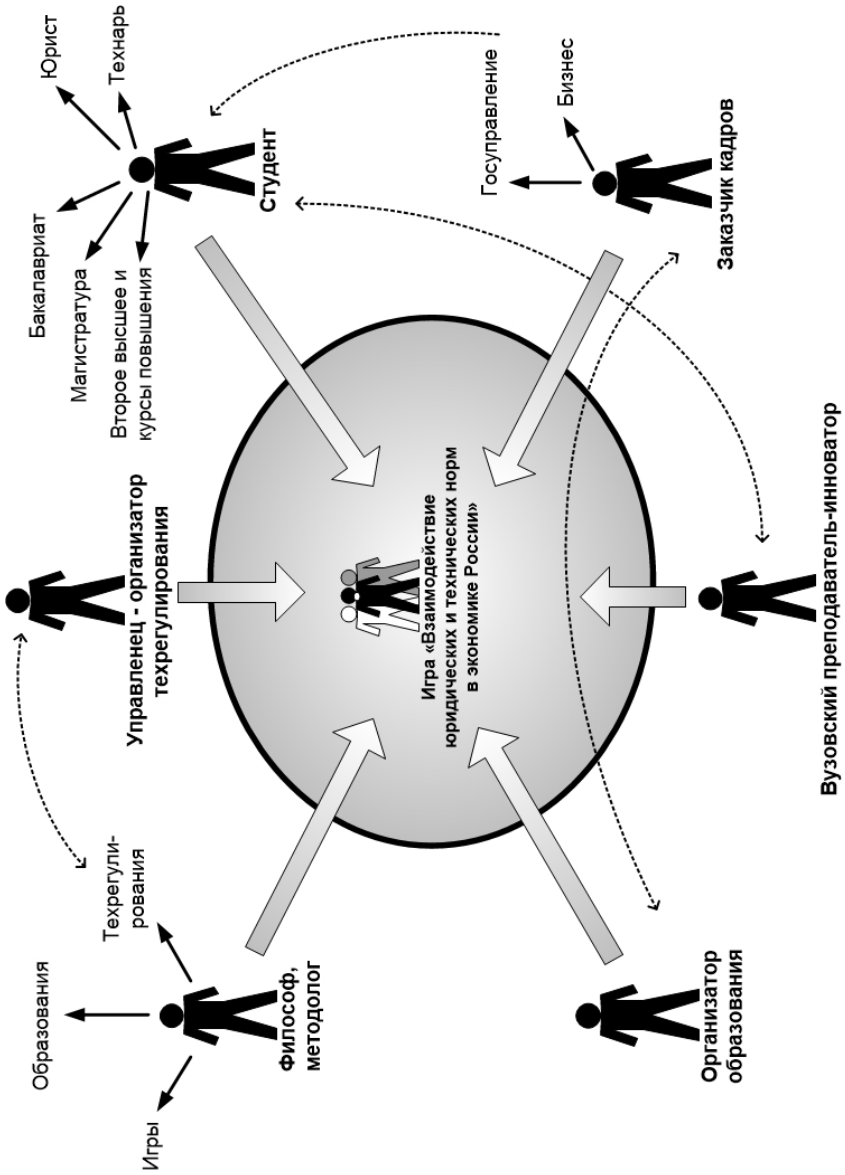 Образования
Игры
Техрегули-
рования
Философ,
методолог
Управленец - организатор
техрегулирования
Бакалавриат
Магистратура
Второе высшее и
курсы повышения
Юрист
Технарь
Студент
Игра «Взаимодействие
юридических и технических норм
в экономике России»
Организатор
образования
Вузовский преподаватель-инноватор
Госуправление
Бизнес
Заказчик кадров